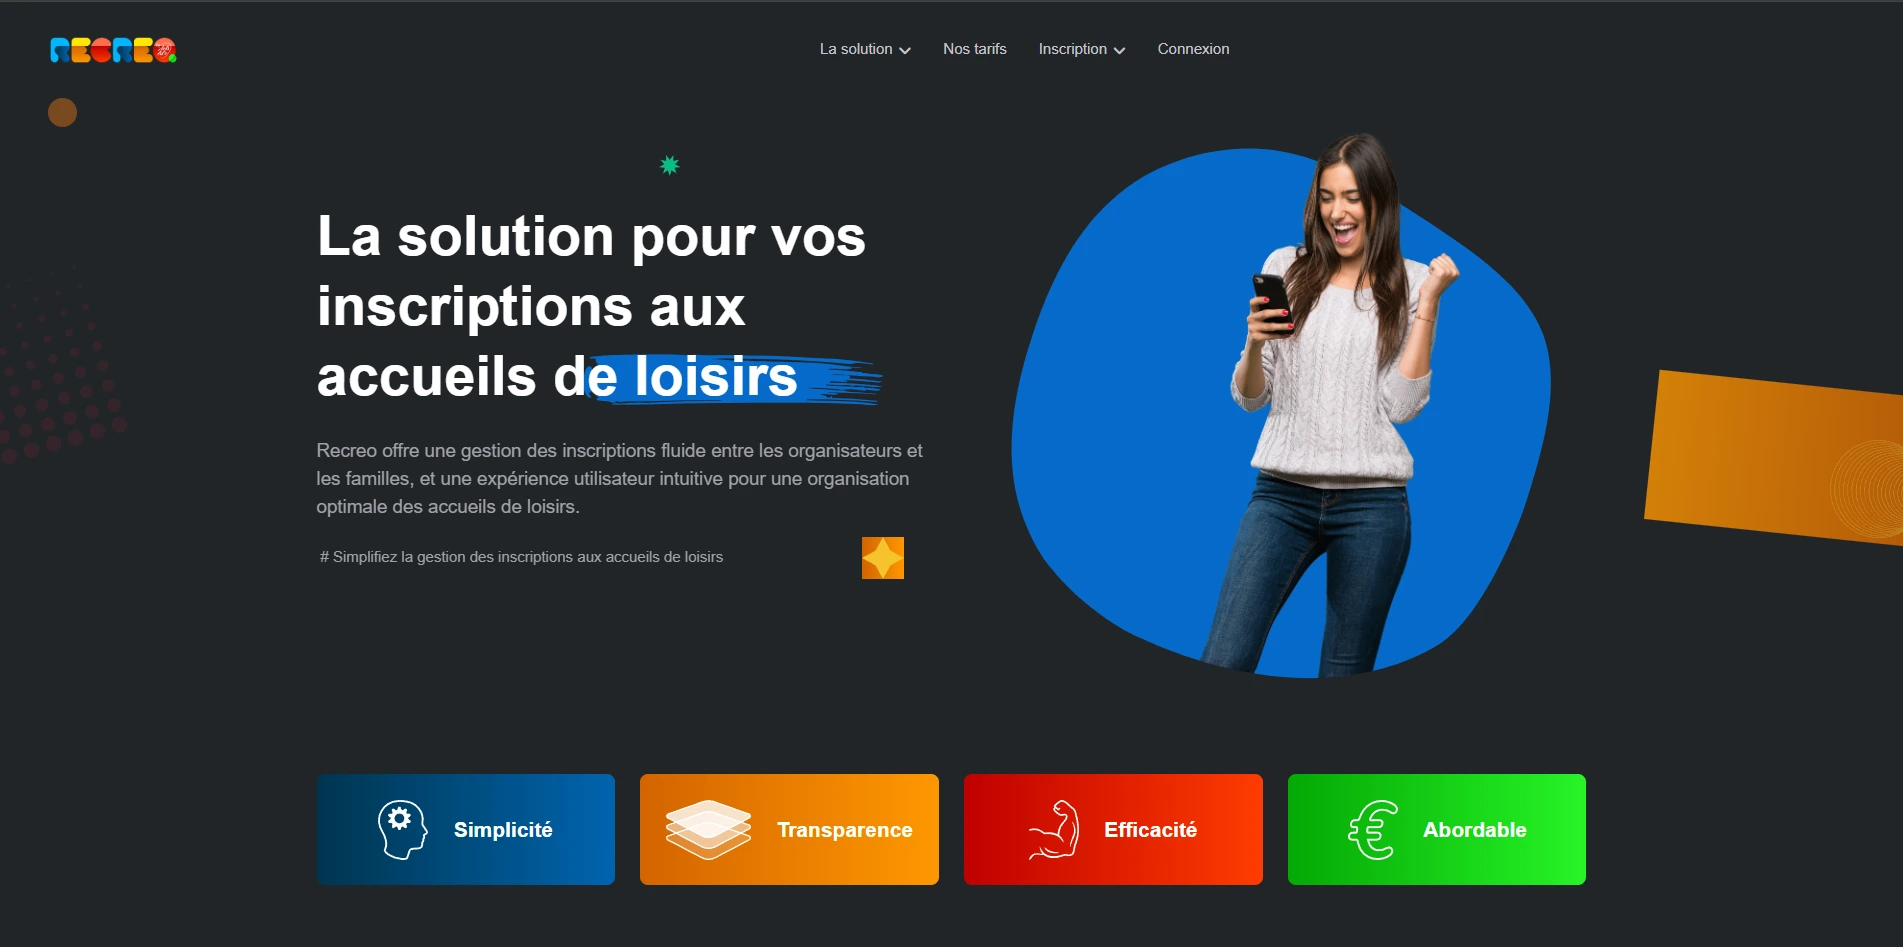 RECREO
La solution
Nos tarifs
Inscription
Connexion
La solution pour vos
inscriptions aux
accueils de loisirs
Recreo offre une gestion des inscriptions fluide entre les organisateurs et
les familles, et une expérience utilisateur intuitive pour une organisation
optimale des accueils de loisirs.
# Simplifiez la gestion des inscriptions aux accueils de loisirs
Simplicité
Transparence
Efficacité
Abordable